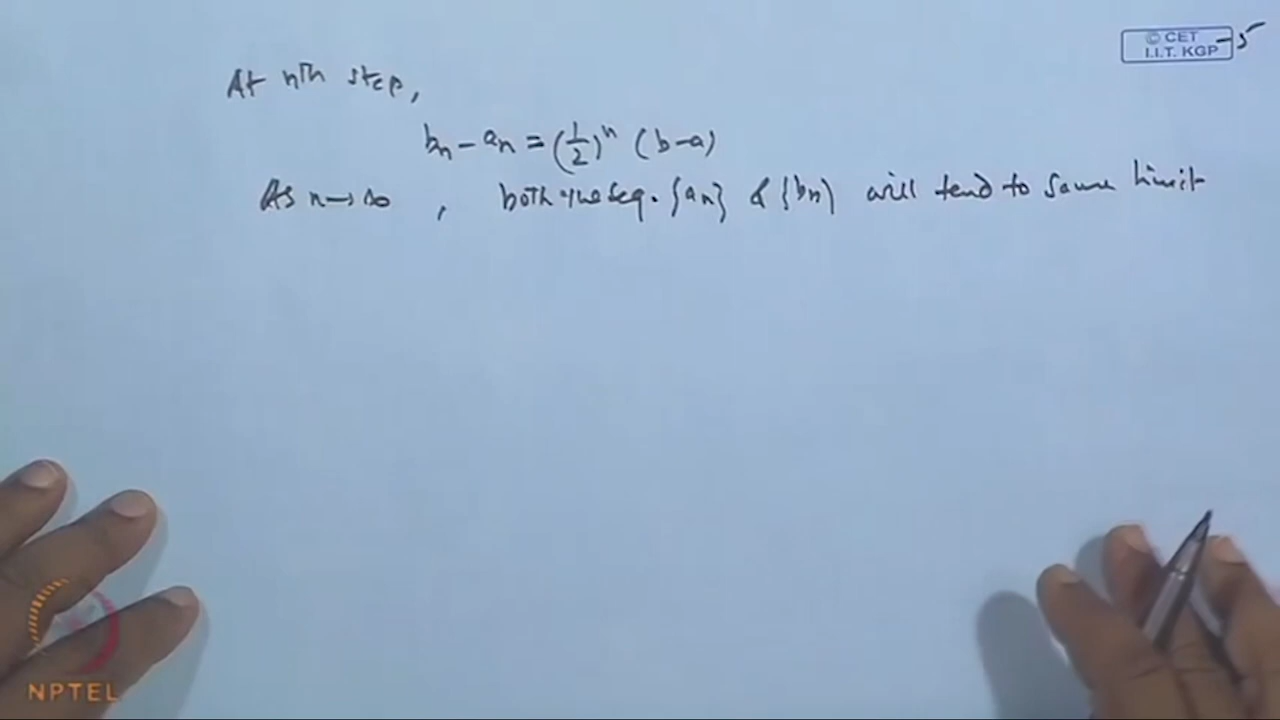 © CET
I.I.T. KGP
-5
At nth step,
bn - an = (1/2)^n (b-a)
As n→∞, both the seq. {an} & {bn} will tend to same limit
NPTEL